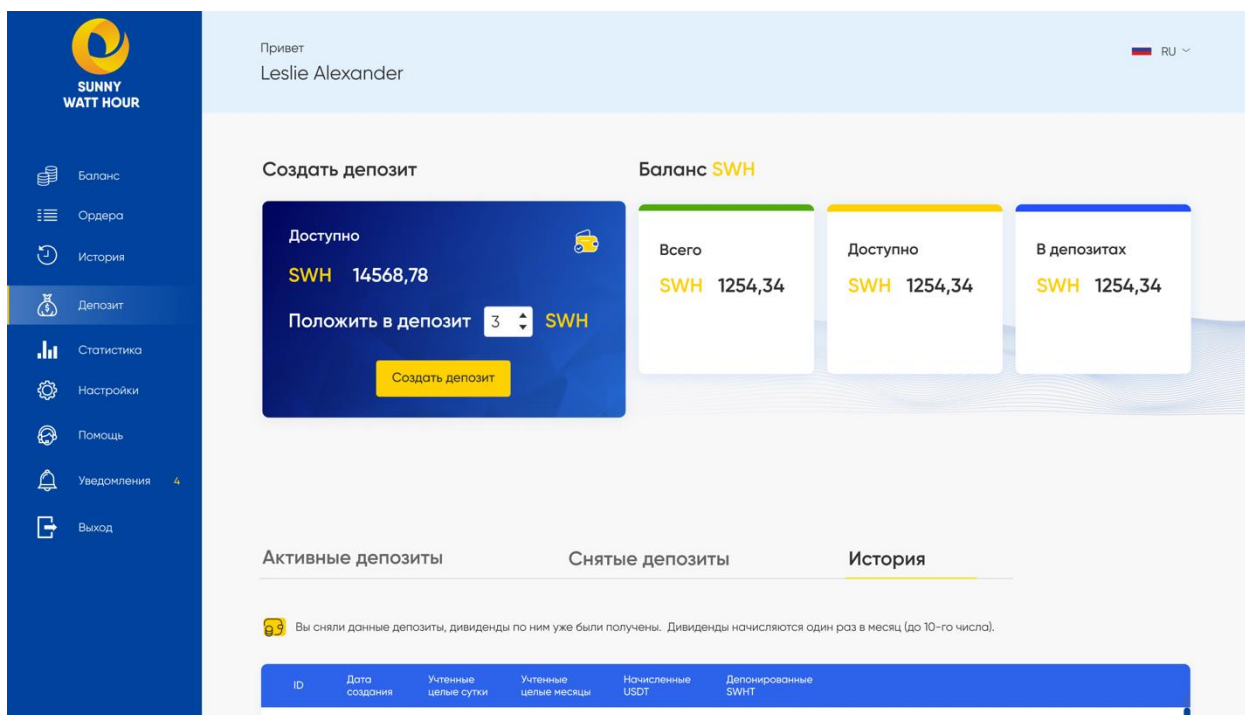 SUNNY
WATT HOUR
Привет
Leslie Alexander
RU
Баланс
Ордера
История
Депозит
Статистика
Настройки
Помощь
Уведомления 4
Выход
Создать депозит
Доступно
SWH 14568,78
Положить в депозит 3 SWH
Создать депозит
Баланс SWH
Всего
SWH 1254,34
Доступно
SWH 1254,34
В депозитах
SWH 1254,34
Активные депозиты
Снятые депозиты
История
Вы сняли данные депозиты, дивиденды по ним уже были получены. Дивиденды начисляются один раз в месяц (до 10-го числа).
ID
Дата
создания
Учтенные
целые сутки
Учтенные
целые месяцы
Начисленные
USDT
Депонированные
SWHT